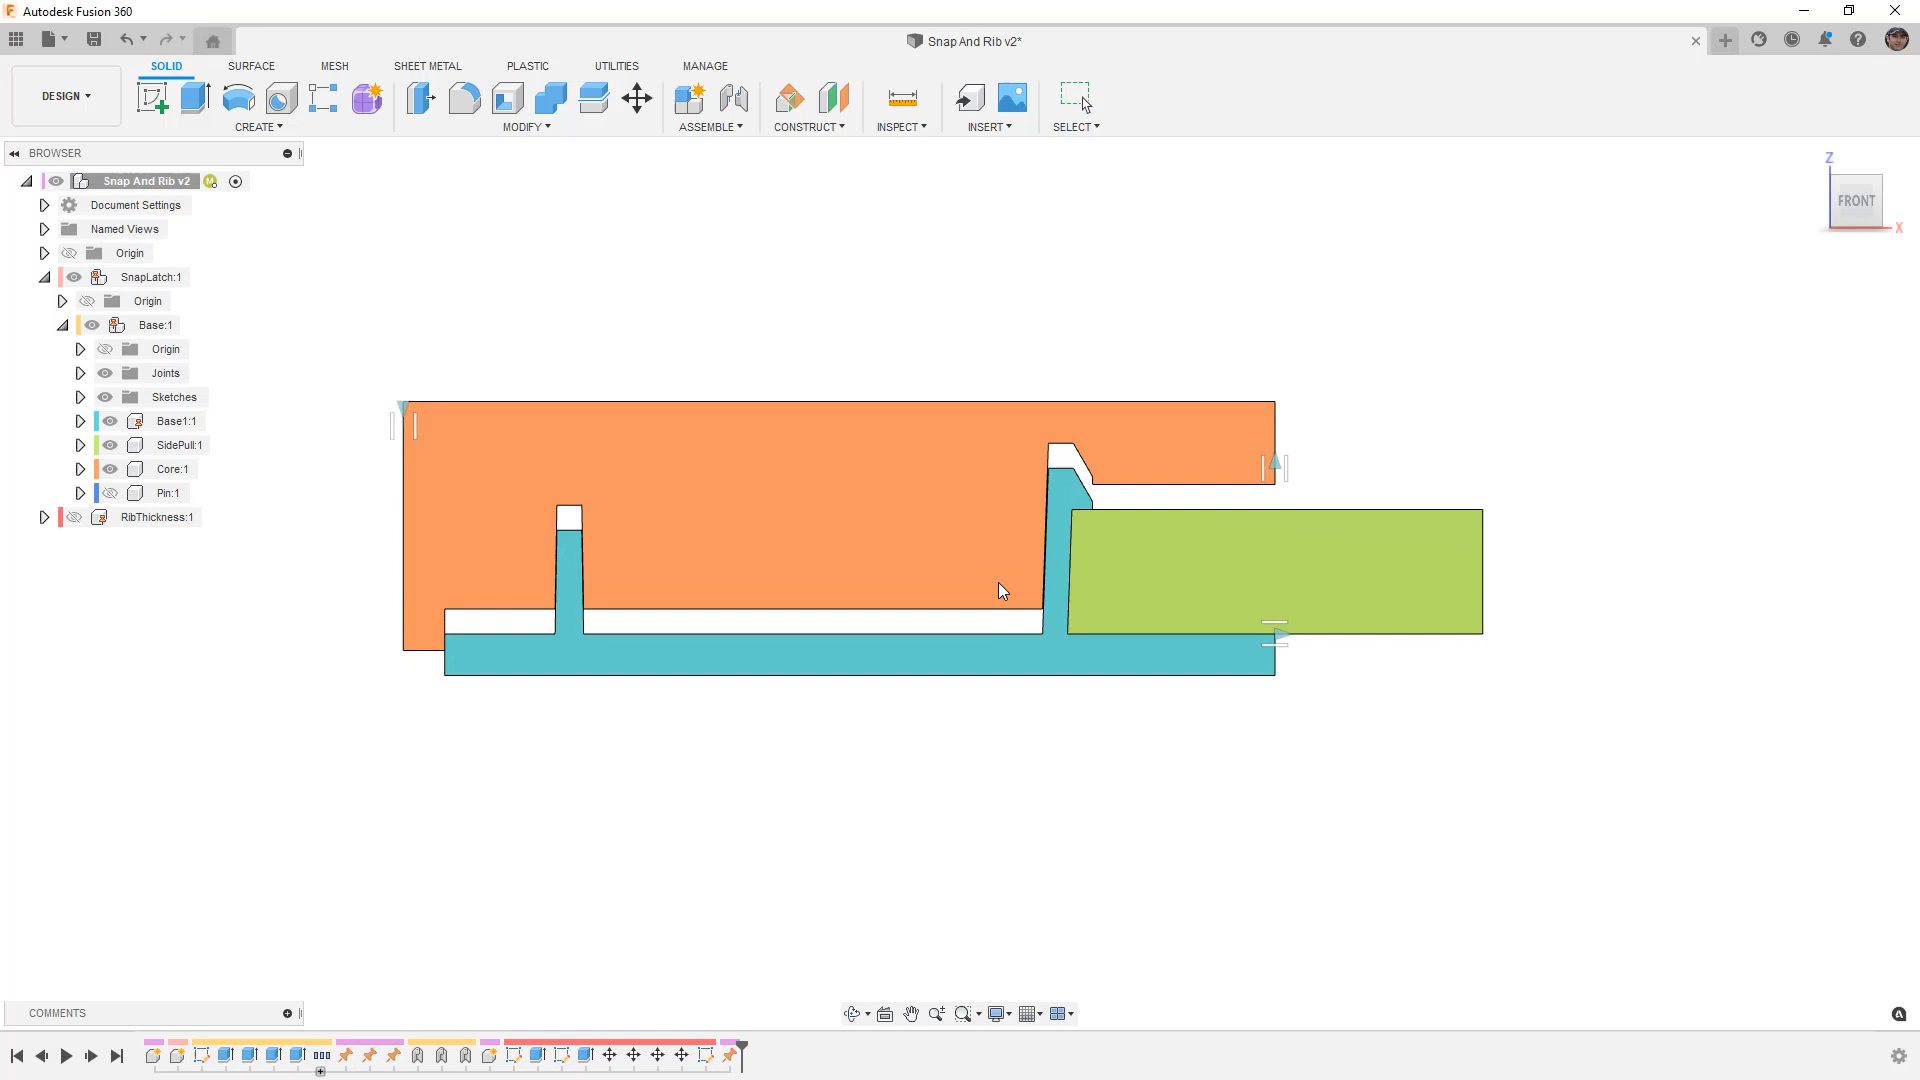 Autodesk Fusion 360
Snap And Rib v2*
SOLID
SURFACE
MESH
SHEET METAL
PLASTIC
UTILITIES
MANAGE
DESIGN
CREATE
MODIFY
ASSEMBLE
CONSTRUCT
INSPECT
INSERT
SELECT
BROWSER
Snap And Rib v2
Document Settings
Named Views
Origin
SnapLatch:1
Origin
Base:1
Origin
Joints
Sketches
Base1:1
SidePull:1
Core:1
Pin:1
RibThickness:1
Z
FRONT
X
COMMENTS